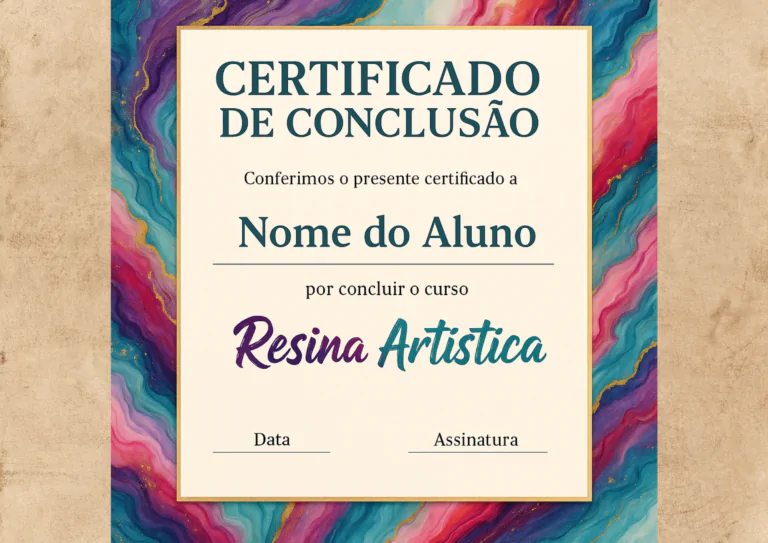 CERTIFICADO
DE CONCLUSÃO
Conferimos o presente certificado a
Nome do Aluno
por concluir o curso
Resina Artistica
Data
Assinatura